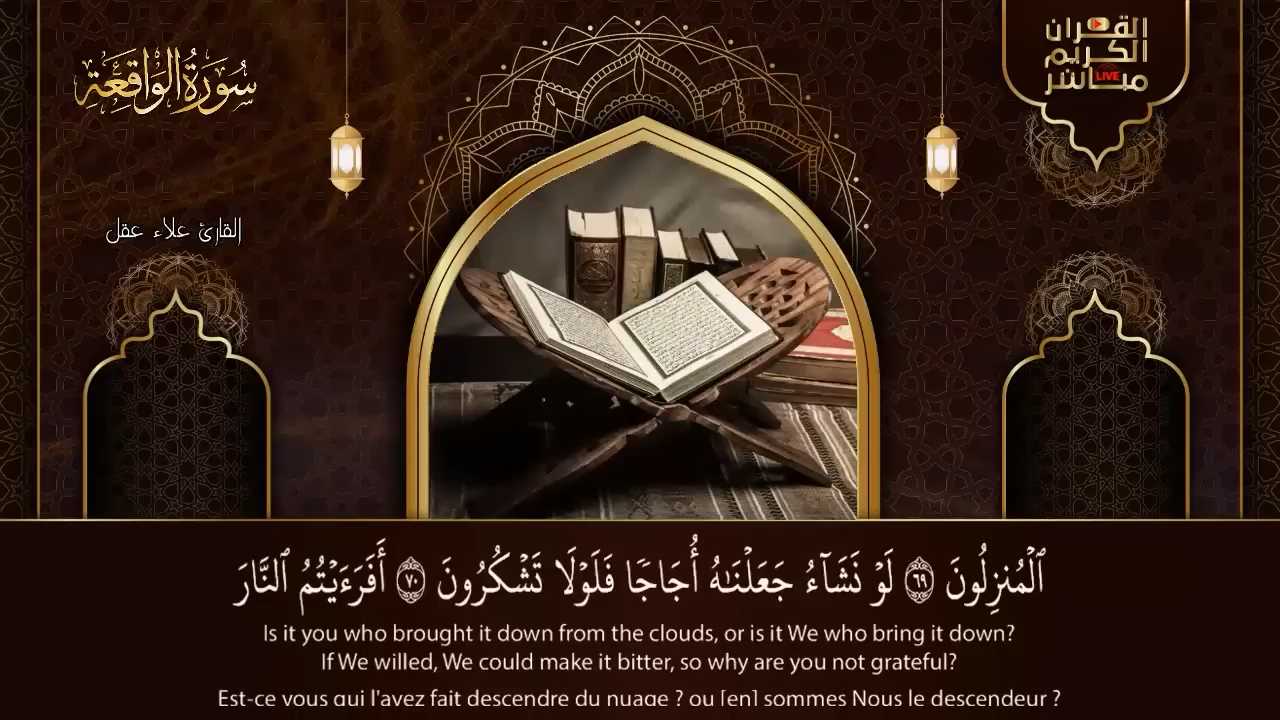 سُورَةُ الوَاقِعَةِ
القرآن
الكريم
مباشر
LIVE
القارئ علاء عقل
ٱلْمُنزِلُونَ ٦٩ لَوْ نَشَآءُ جَعَلْنَٰهُ أُجَاجًا فَلَوْلَا تَشْكُرُونَ ٧٠ أَفَرَءَيْتُمُ ٱلنَّارَ
Is it you who brought it down from the clouds, or is it We who bring it down?
If We willed, We could make it bitter, so why are you not grateful?
Est-ce vous qui l'avez fait descendre du nuage ? ou [en] sommes Nous le descendeur ?